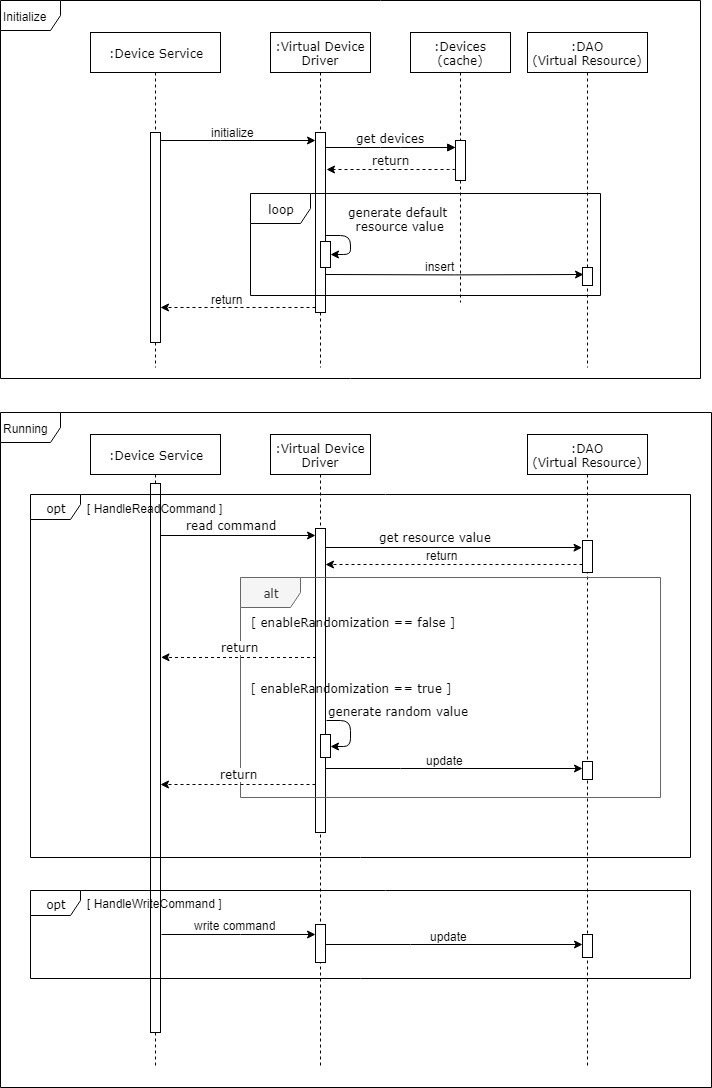 Initialize
:Device Service
:Virtual Device
Driver
:Devices
(cache)
:DAO
(Virtual Resource)
initialize
get devices
return
loop
generate default
resource value
insert
return
Running
:Device Service
:Virtual Device
Driver
:DAO
(Virtual Resource)
opt
[ HandleReadCommand ]
read command
get resource value
return
alt
[ enableRandomization == false ]
return
[ enableRandomization == true ]
generate random value
update
return
opt
[ HandleWriteCommand ]
write command
update